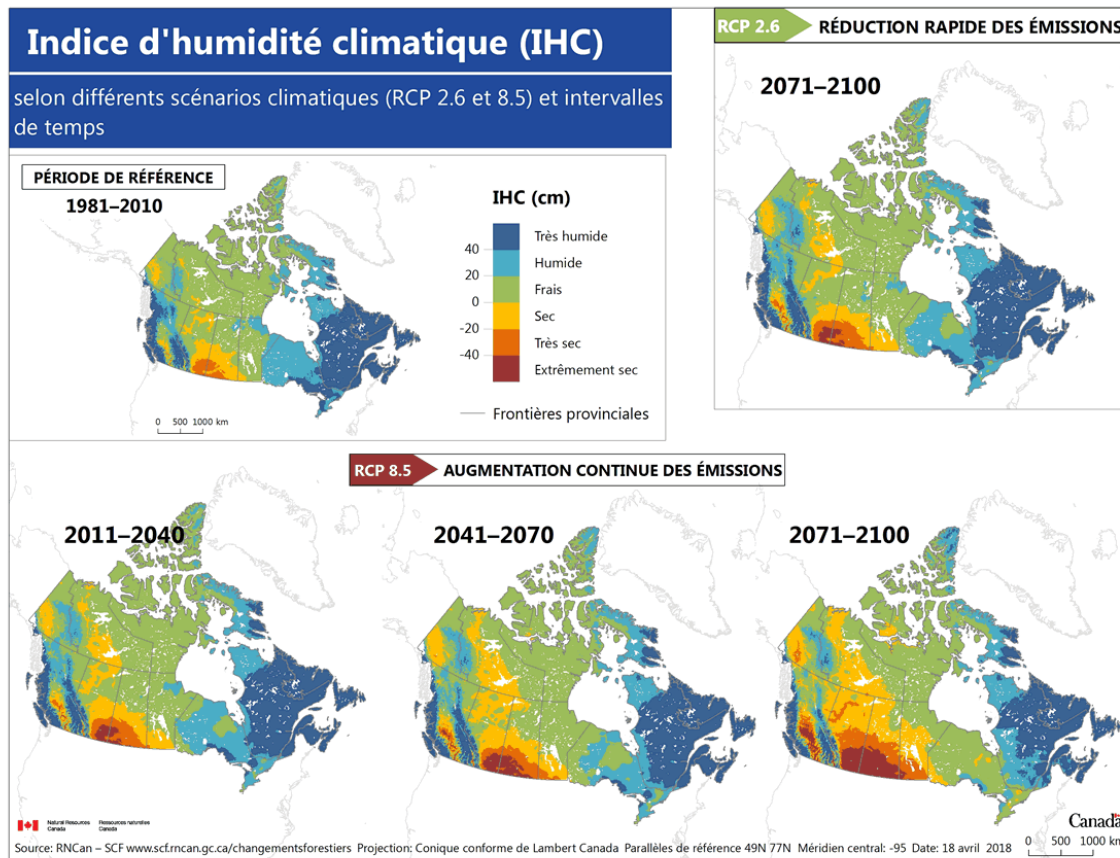 Indice d'humidité climatique (IHC)
selon différents scénarios climatiques (RCP 2.6 et 8.5) et intervalles
de temps
RCP 2.6 RÉDUCTION RAPIDE DES ÉMISSIONS
2071–2100
PÉRIODE DE RÉFÉRENCE
1981–2010
IHC (cm)
Très humide
40
Humide
20
Frais
0
Sec
-20
Très sec
-40
Extrêmement sec
Frontières provinciales
0 500 1000 km
RCP 8.5 AUGMENTATION CONTINUE DES ÉMISSIONS
2011–2040
2041–2070
2071–2100
Natural Resources Ressources naturelles
Canada Canada
Canada
0 500 1000 km
Source: RNCan – SCF www.scf.rncan.gc.ca/changementsforestiers Projection: Conique conforme de Lambert Canada Parallèles de référence 49N 77N Méridien central: -95 Date: 18 avril 2018